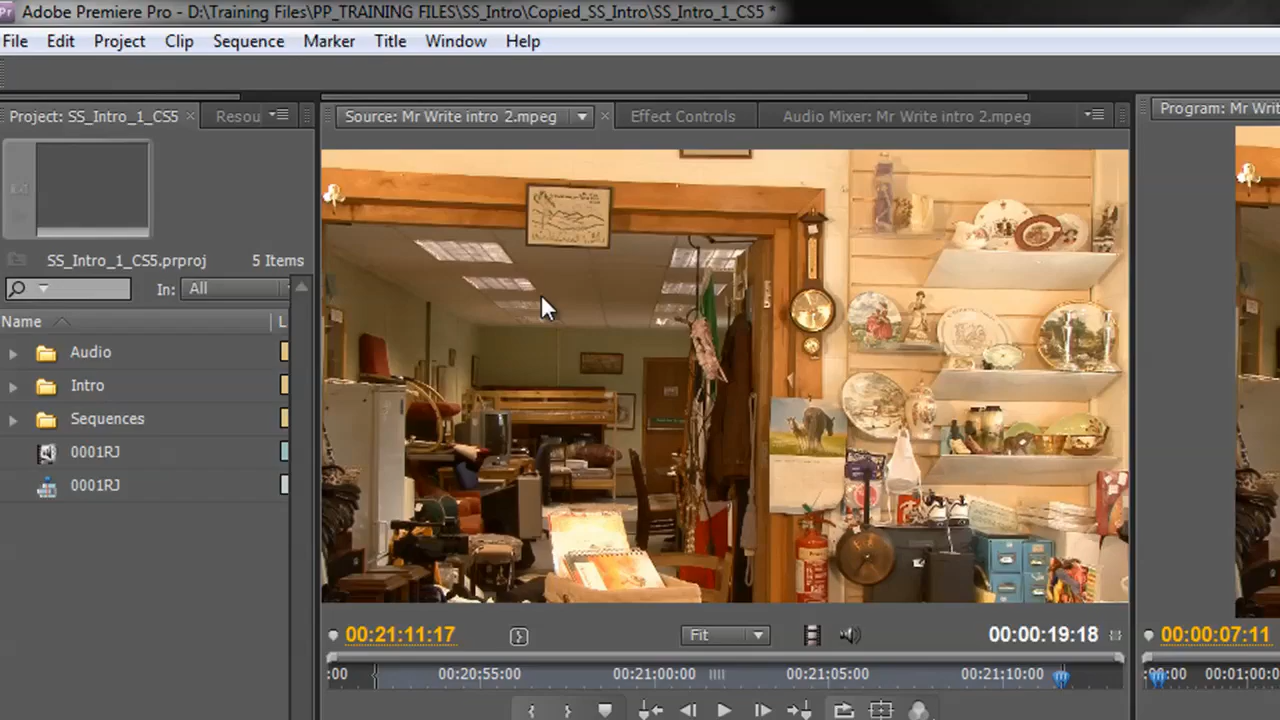 Pr Adobe Premiere Pro - D:\Training Files\PP_TRAINING FILES\SS_Intro\Copied_SS_Intro\SS_Intro_1_CS5 *
File Edit Project Clip Sequence Marker Title Window Help
Project: SS_Intro_1_CS5 Resou
Source: Mr Write intro 2.mpeg Effect Controls Audio Mixer: Mr Write intro 2.mpeg
Program: Mr Writ
SS_Intro_1_CS5.prproj 5 Items
In: All
Name L
Audio
Intro
Sequences
0001RJ
0001RJ
00:21:11:17 Fit 00:00:19:18 00:00:07:11
:00 00:20:55:00 00:21:00:00 00:21:05:00 00:21:10:00 00:00 00:01:00:0